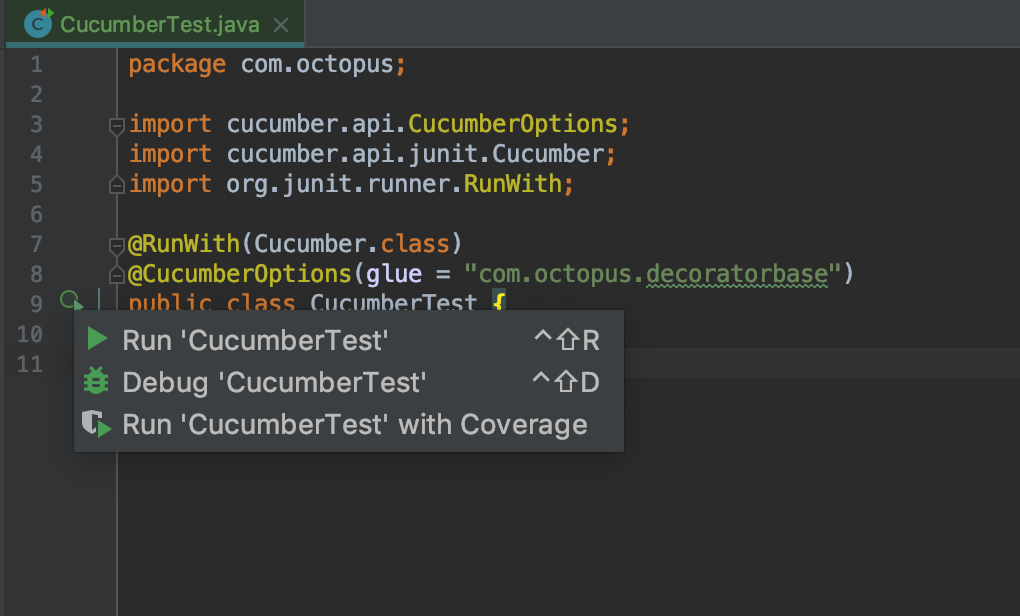 CucumberTest.java
1 package com.octopus;
2
3 import cucumber.api.CucumberOptions;
4 import cucumber.api.junit.Cucumber;
5 import org.junit.runner.RunWith;
6
7 @RunWith(Cucumber.class)
8 @CucumberOptions(glue = "com.octopus.decoratorbase")
9 public class CucumberTest {
10
11
Run 'CucumberTest' ^⇧R
Debug 'CucumberTest' ^⇧D
Run 'CucumberTest' with Coverage